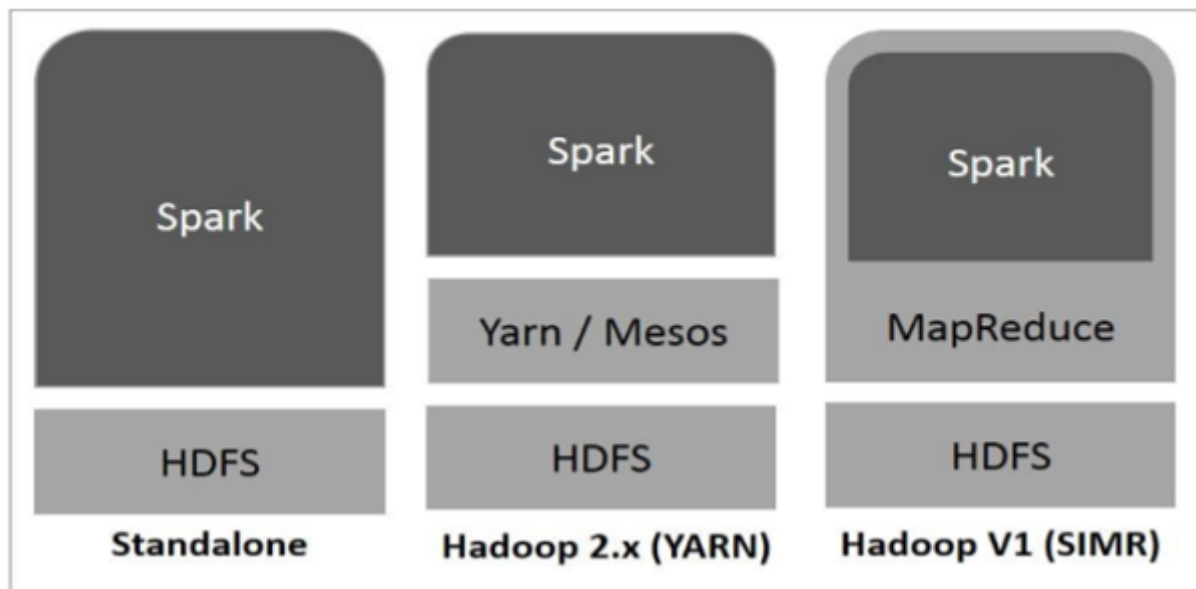 Spark
HDFS
Standalone
Spark
Yarn / Mesos
HDFS
Hadoop 2.x (YARN)
Spark
MapReduce
HDFS
Hadoop V1 (SIMR)